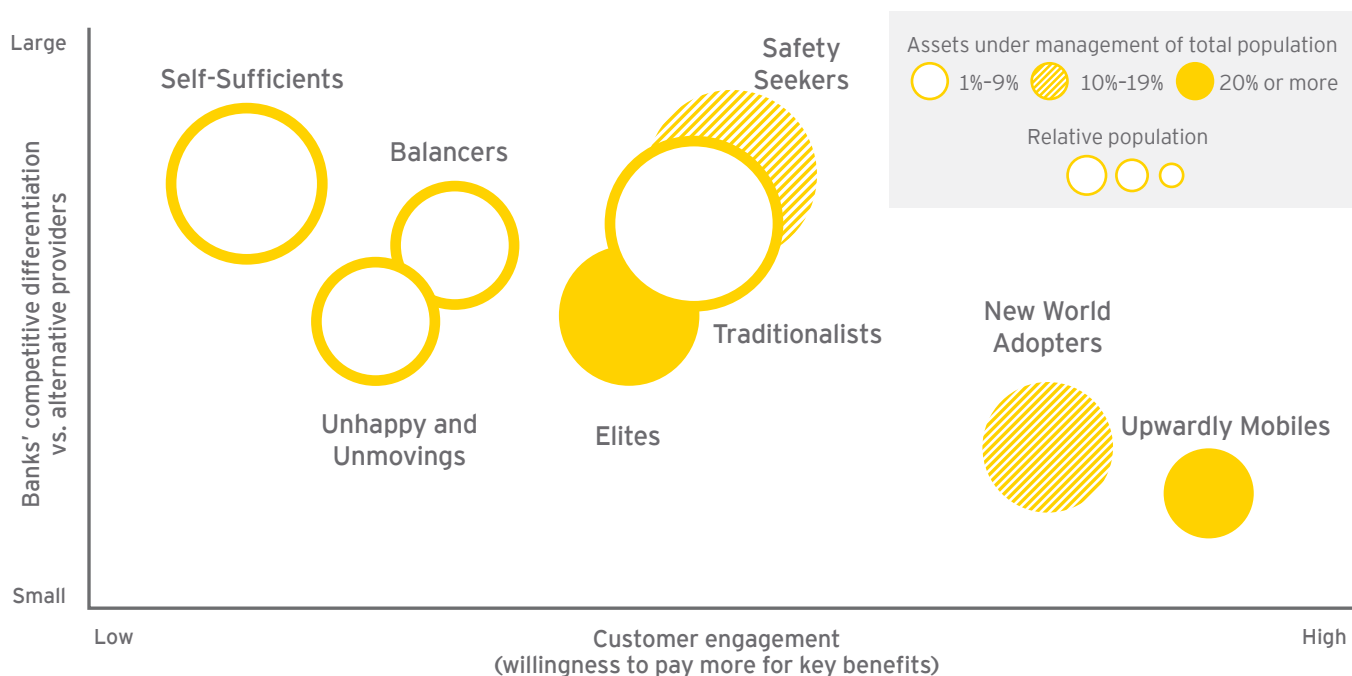 Large
Self-Sufficients
Safety
Seekers
Assets under management of total population
1%–9%
10%–19%
20% or more
Relative population
Balancers
Banks' competitive differentiation
vs. alternative providers
Traditionalists
New World
Adopters
Unhappy and
Unmovings
Elites
Upwardly Mobiles
Small
Low
Customer engagement
(willingness to pay more for key benefits)
High